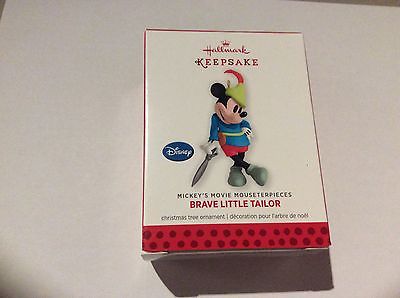 Hallmark
KEEPSAKE
Disney
MICKEY'S MOVIE MOUSETERPIECES
BRAVE LITTLE TAILOR
christmas tree ornament | décoration pour l'arbre de noël